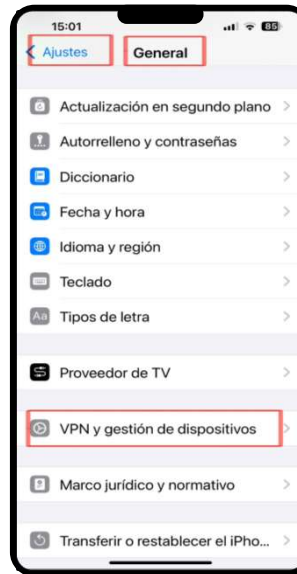 15:01
85
Ajustes
General
Actualización en segundo plano
Autorrelleno y contraseñas
Diccionario
Fecha y hora
Idioma y región
Teclado
Aa Tipos de letra
Proveedor de TV
VPN y gestión de dispositivos
Marco jurídico y normativo
Transferir o restablecer el iPho...